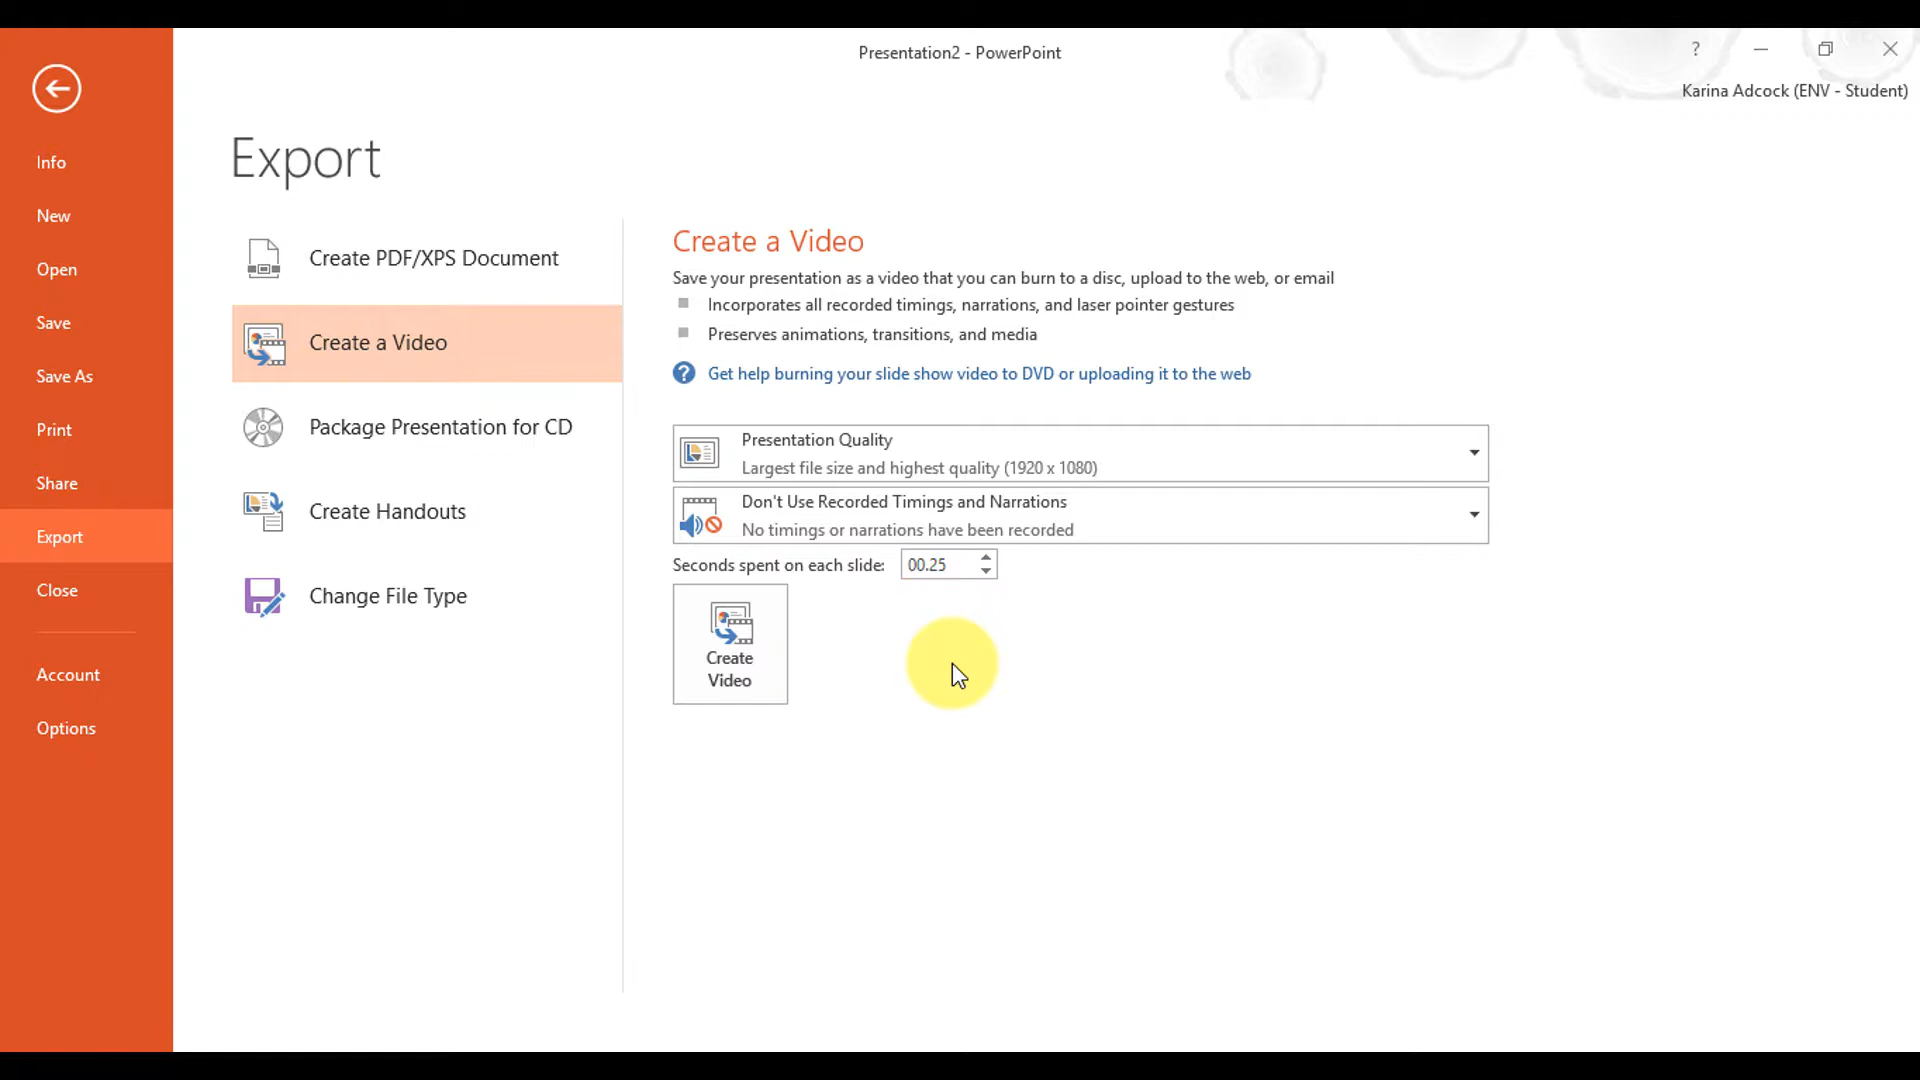 Presentation2 - PowerPoint
?
Karina Adcock (ENV - Student)
Info
New
Open
Save
Save As
Print
Share
Export
Close
Account
Options
Export
Create PDF/XPS Document
Create a Video
Package Presentation for CD
Create Handouts
Change File Type
Create a Video
Save your presentation as a video that you can burn to a disc, upload to the web, or email
Incorporates all recorded timings, narrations, and laser pointer gestures
Preserves animations, transitions, and media
? Get help burning your slide show video to DVD or uploading it to the web
Presentation Quality
Largest file size and highest quality (1920 x 1080)
Don't Use Recorded Timings and Narrations
No timings or narrations have been recorded
Seconds spent on each slide: 00.25
Create
Video